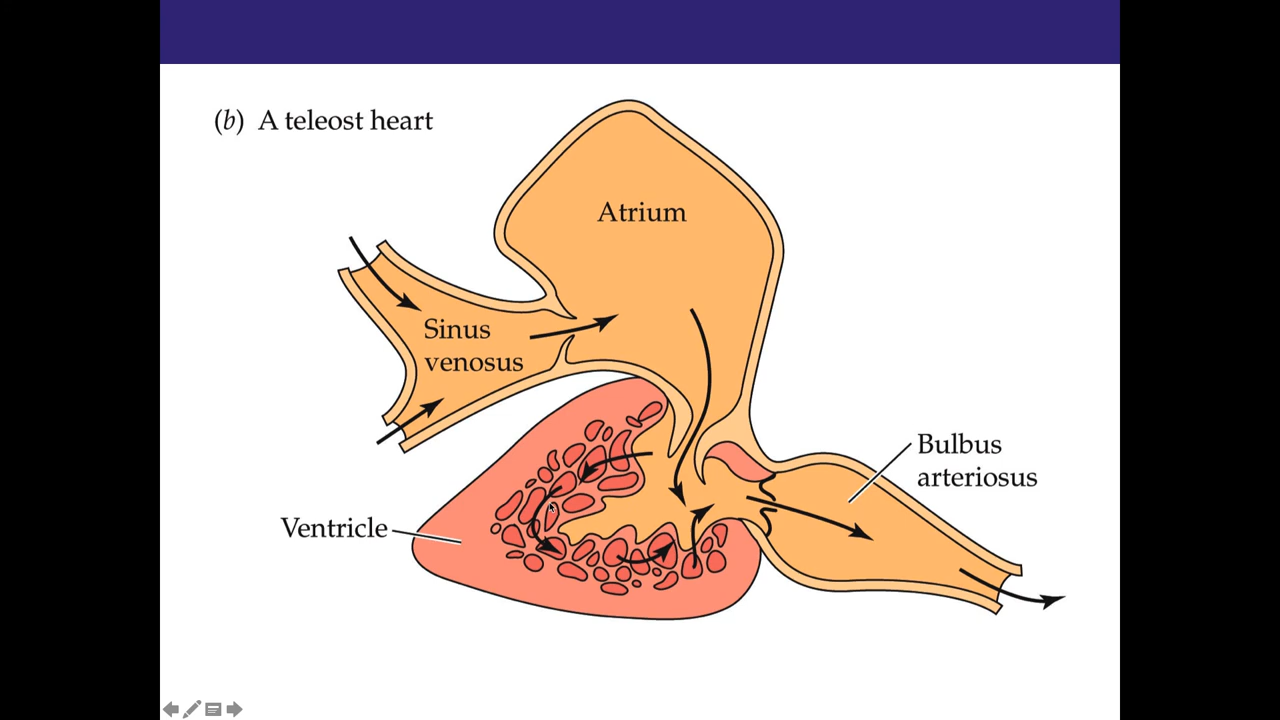 (b) A teleost heart
Atrium
Sinus
venosus
Bulbus
arteriosus
Ventricle